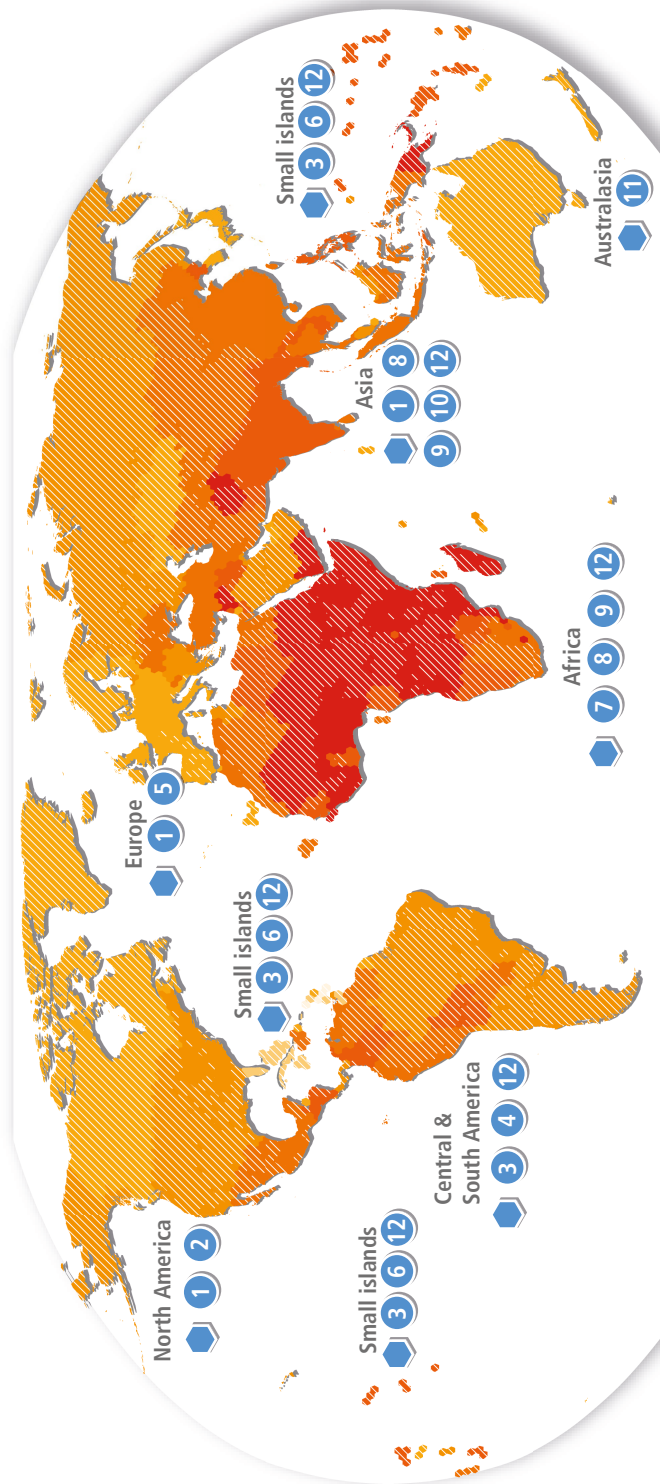 North America
1 2
Europe
1 5
Small islands
3 6 12
Small islands
3 6 12
Asia
1 8
9 10 12
Small islands
3 6 12
Central &
South America
3 4 12
Africa
7 8 9 12
Australasia
11